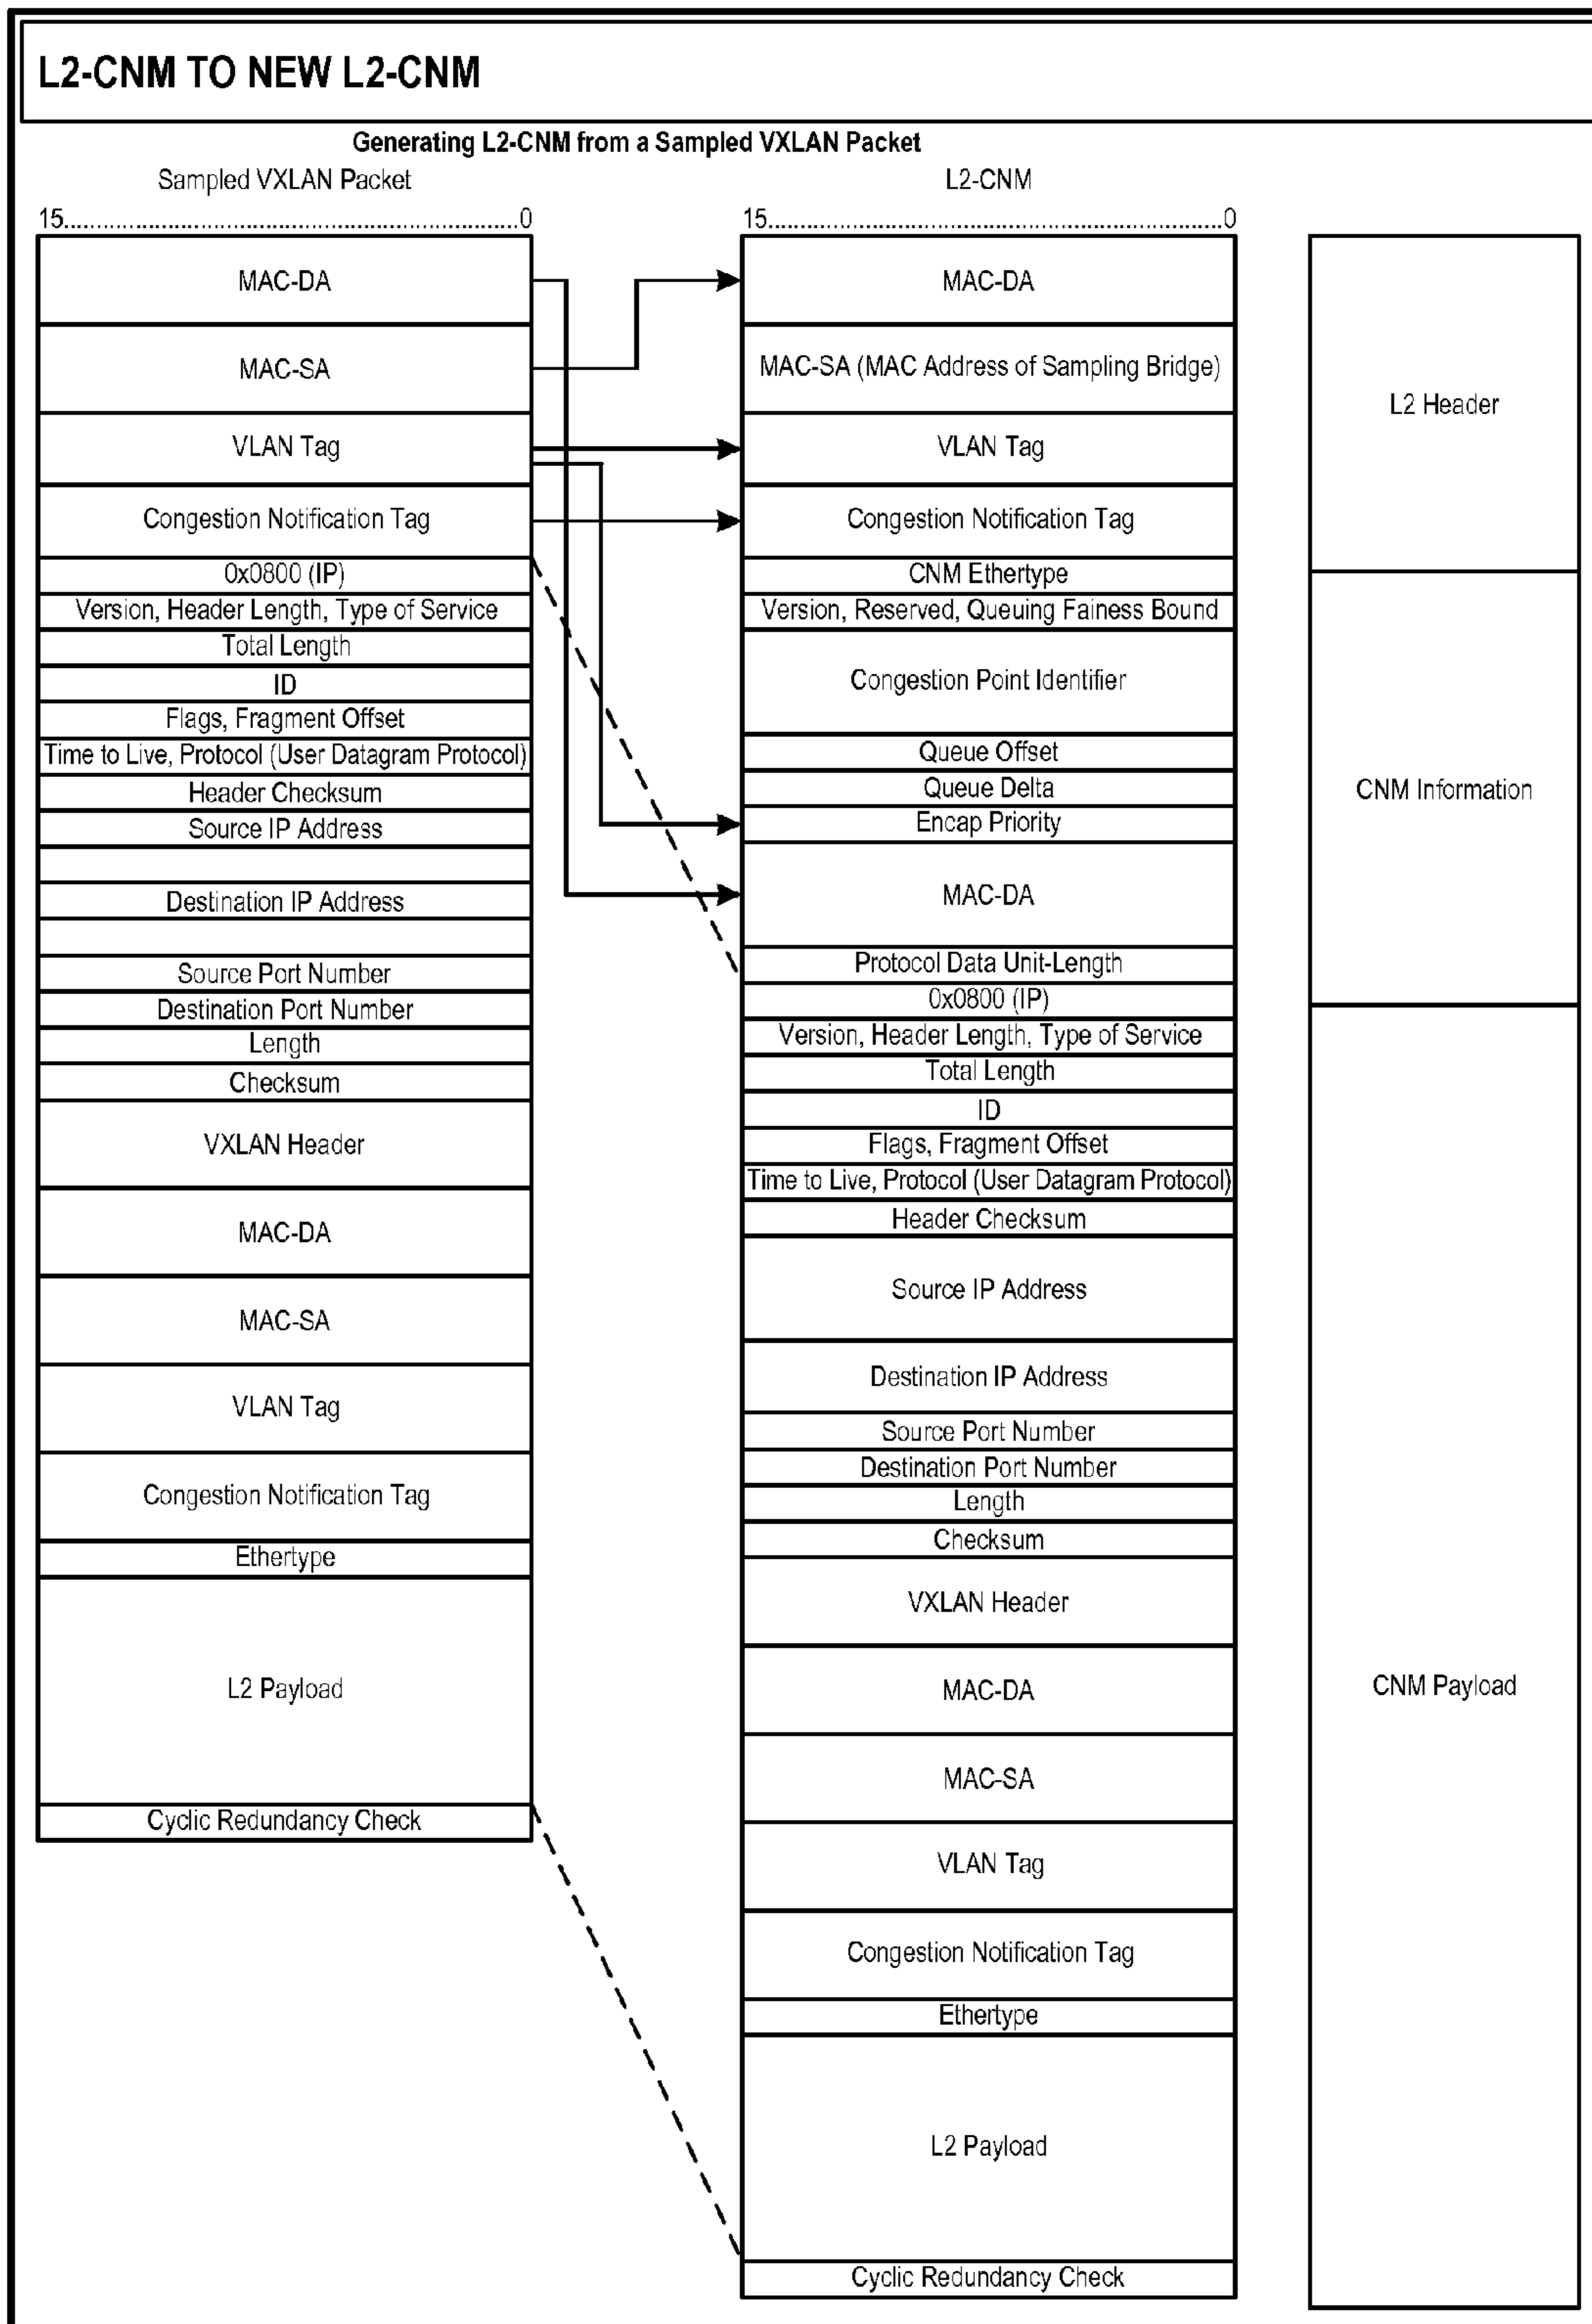 L2-CNM TO NEW L2-CNM
Generating L2-CNM from a Sampled VXLAN Packet
Sampled VXLAN Packet
15.......................................................................0
MAC-DA
MAC-SA
VLAN Tag
Congestion Notification Tag
0x0800 (IP)
Version, Header Length, Type of Service
Total Length
ID
Flags, Fragment Offset
Time to Live, Protocol (User Datagram Protocol)
Header Checksum
Source IP Address
Destination IP Address
Source Port Number
Destination Port Number
Length
Checksum
VXLAN Header
MAC-DA
MAC-SA
VLAN Tag
Congestion Notification Tag
Ethertype
L2 Payload
Cyclic Redundancy Check
L2-CNM
15.......................................................................0
MAC-DA
MAC-SA (MAC Address of Sampling Bridge)
VLAN Tag
Congestion Notification Tag
CNM Ethertype
Version, Reserved, Queuing Fainess Bound
Congestion Point Identifier
Queue Offset
Queue Delta
Encap Priority
MAC-DA
Protocol Data Unit-Length
0x0800 (IP)
Version, Header Length, Type of Service
Total Length
ID
Flags, Fragment Offset
Time to Live, Protocol (User Datagram Protocol)
Header Checksum
Source IP Address
Destination IP Address
Source Port Number
Destination Port Number
Length
Checksum
VXLAN Header
MAC-DA
MAC-SA
VLAN Tag
Congestion Notification Tag
Ethertype
L2 Payload
Cyclic Redundancy Check
L2 Header
CNM Information
CNM Payload